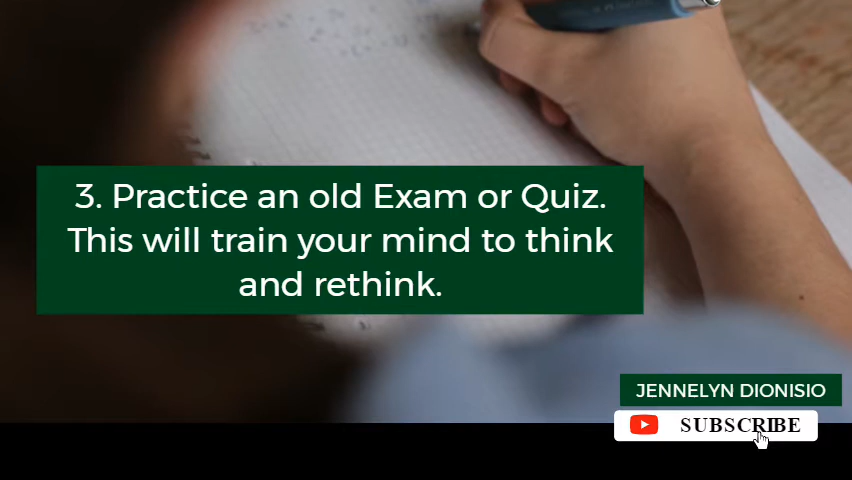 3. Practice an old Exam or Quiz.
This will train your mind to think
and rethink.
JENNELYN DIONISIO
SUBSCRIBE